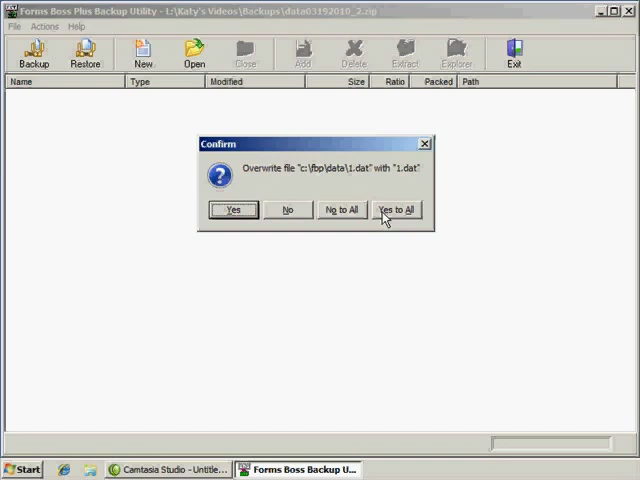 Forms Boss Plus Backup Utility - L:\Katy's Videos\Backups\data03192010_2.zip
File Actions Help
Backup Restore New Open Close Add Delete Extract Explorer Exit
Name Type Modified Size Ratio Packed Path
Confirm
Overwrite file "c:\fbp\data\1.dat" with "1.dat"
Yes No No to All Yes to All
Start Camtasia Studio - Untitle... Forms Boss Backup U...